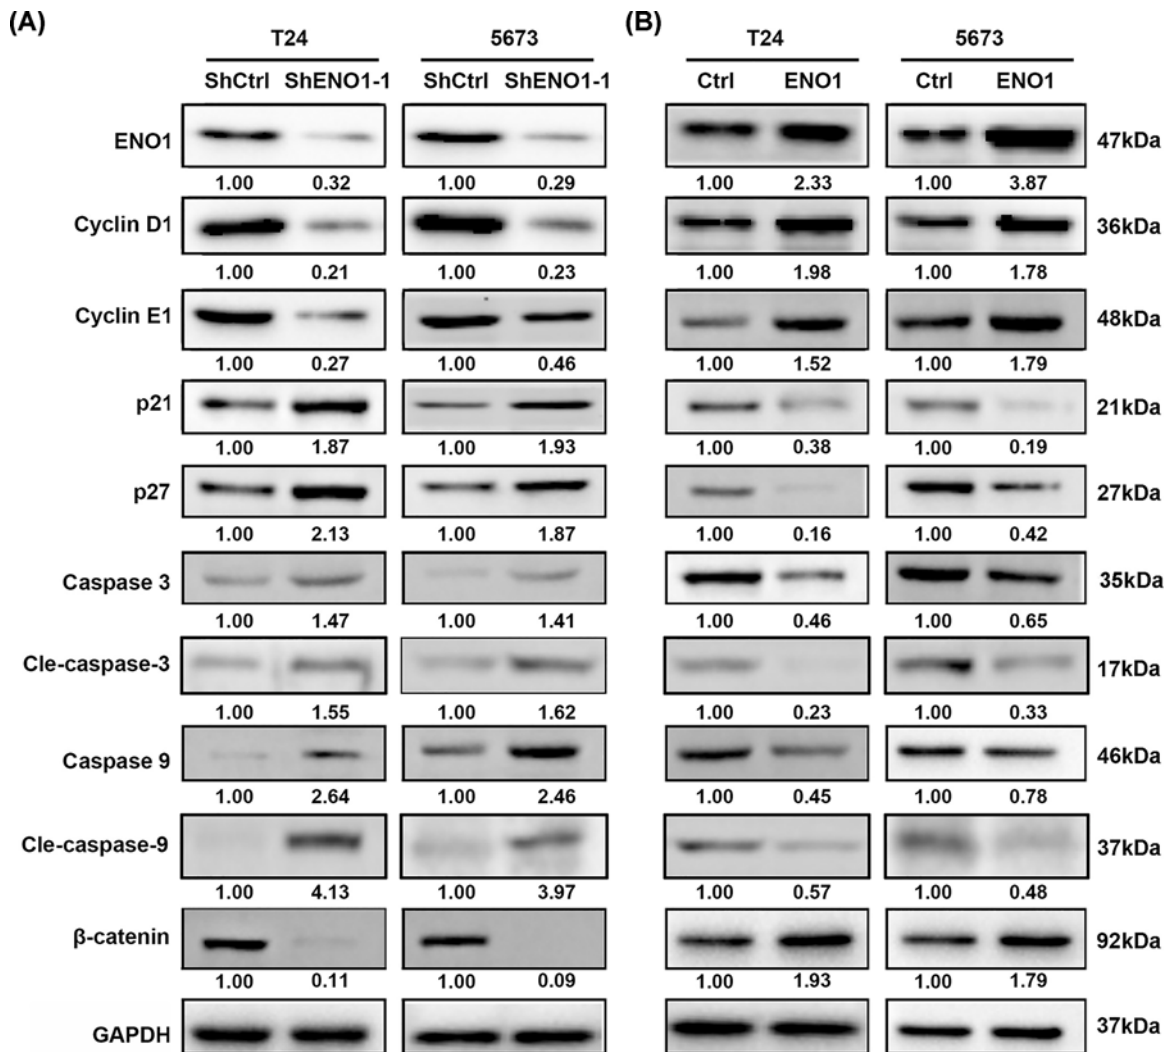 (A) (B)
T24 5673 T24 5673
ShCtrl ShENO1-1 ShCtrl ShENO1-1 Ctrl ENO1 Ctrl ENO1
ENO1 47kDa
1.00 0.32 1.00 0.29 1.00 2.33 1.00 3.87
Cyclin D1 36kDa
1.00 0.21 1.00 0.23 1.00 1.98 1.00 1.78
Cyclin E1 48kDa
1.00 0.27 1.00 0.46 1.00 1.52 1.00 1.79
p21 21kDa
1.00 1.87 1.00 1.93 1.00 0.38 1.00 0.19
p27 27kDa
1.00 2.13 1.00 1.87 1.00 0.16 1.00 0.42
Caspase 3 35kDa
1.00 1.47 1.00 1.41 1.00 0.46 1.00 0.65
Cle-caspase-3 17kDa
1.00 1.55 1.00 1.62 1.00 0.23 1.00 0.33
Caspase 9 46kDa
1.00 2.64 1.00 2.46 1.00 0.45 1.00 0.78
Cle-caspase-9 37kDa
1.00 4.13 1.00 3.97 1.00 0.57 1.00 0.48
β-catenin 92kDa
1.00 0.11 1.00 0.09 1.00 1.93 1.00 1.79
GAPDH 37kDa